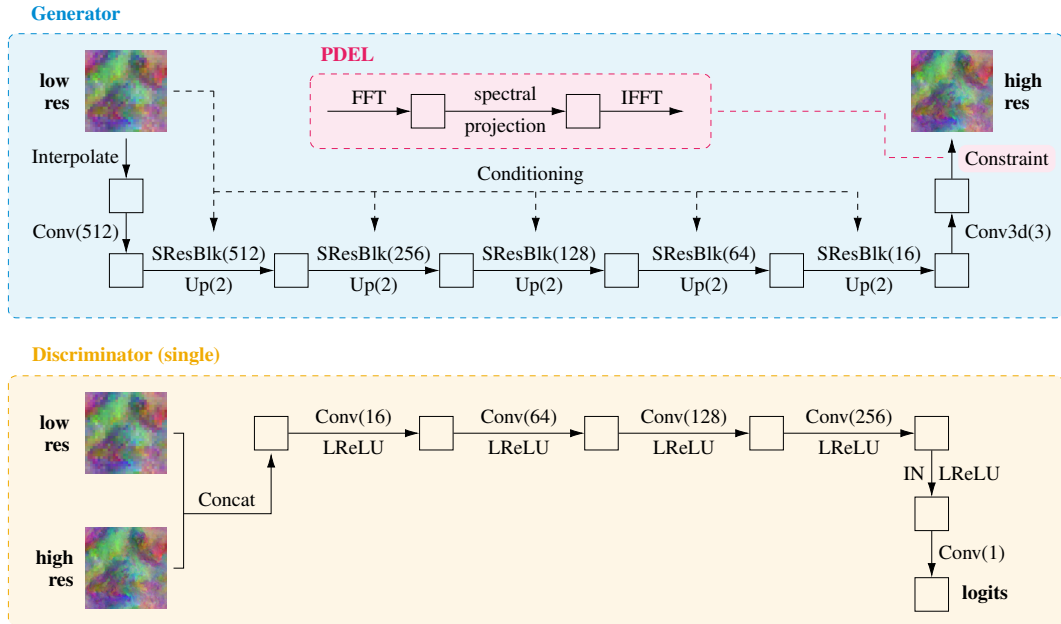 Generator
low
res
PDEL
FFT
spectral
projection
IFFT
high
res
Interpolate
Constraint
Conditioning
Conv(512)
Conv3d(3)
SResBlk(512)
SResBlk(256)
SResBlk(128)
SResBlk(64)
SResBlk(16)
Up(2)
Up(2)
Up(2)
Up(2)
Up(2)
Discriminator (single)
low
res
Conv(16)
Conv(64)
Conv(128)
Conv(256)
LReLU
LReLU
LReLU
LReLU
IN
LReLU
Concat
high
res
Conv(1)
logits